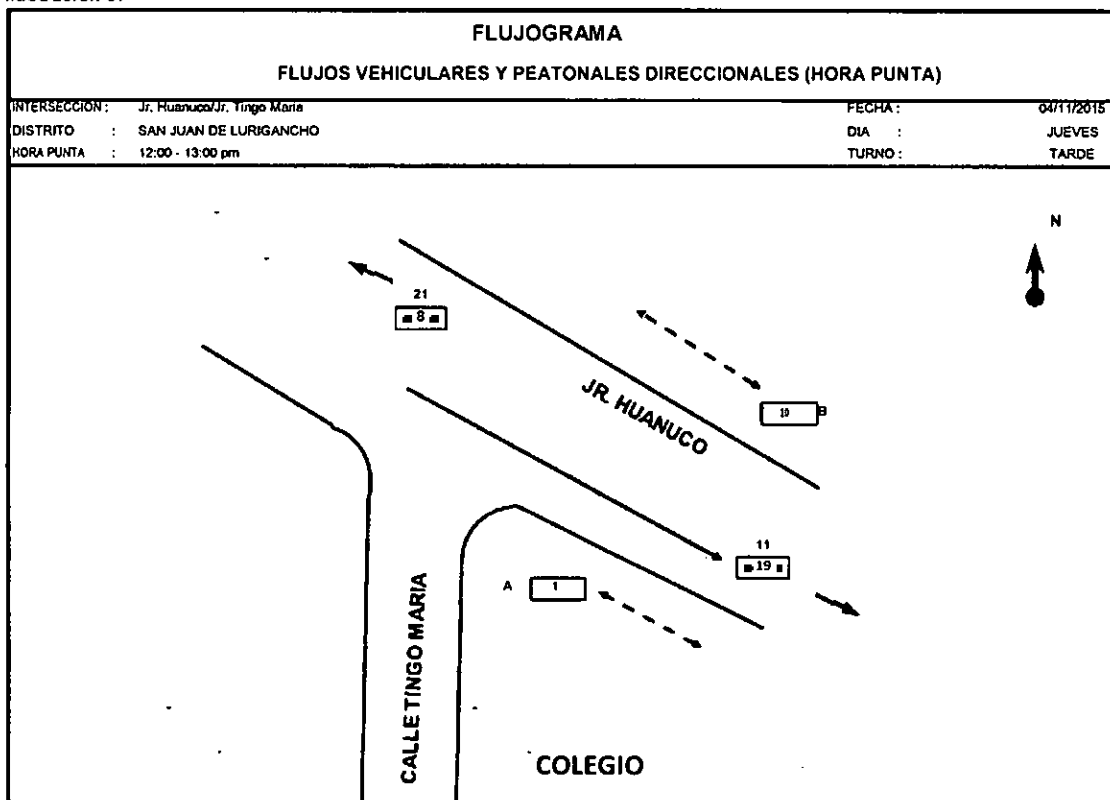 FLUJOGRAMA
FLUJOS VEHICULARES Y PEATONALES DIRECCIONALES (HORA PUNTA)
INTERSECCION : Jr. Huanuco/Jr. Tingo Maria FECHA : 04/11/2015
DISTRITO : SAN JUAN DE LURIGANCHO DIA : JUEVES
HORA PUNTA : 12:00 - 13:00 pm TURNO : TARDE
N
21
8
JR. HUANUCO
B
11
19
A 1
CALLE TINGO MARIA
COLEGIO